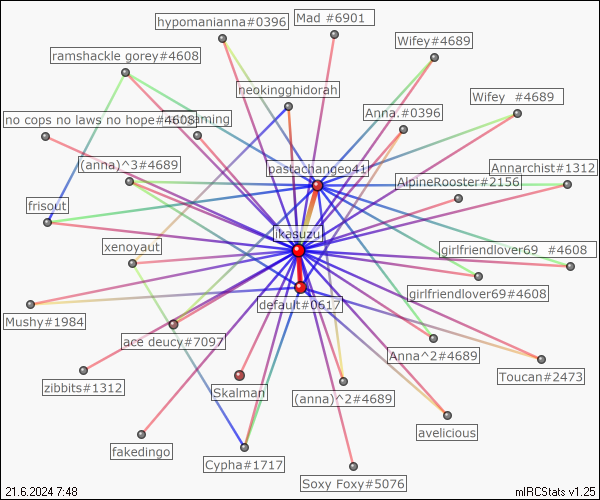 hypomanianna#0396
Mad #6901
Wifey#4689
ramshackle gorey#4608
neokingghidorah
Wifey #4689
no cops no laws no hope#4608
Anna.#0396
(anna)^3#4689
pastachangeo41
AlpineRooster#2156
Annarchist#1312
frisout
ikasuzu
xenoyaut
girlfriendlover69 #4608
girlfriendlover69#4608
default#0617
Mushy#1984
ace deucy#7097
Anna^2#4689
Toucan#2473
zibbits#1312
Skalman
(anna)^2#4689
avelicious
fakedingo
Cypha#1717
Soxy Foxy#5076
21.6.2024 7:48
mIRCStats v1.25